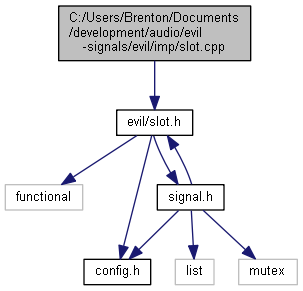 C:/Users/Brenton/Documents
/development/audio/evil
-signals/evil/imp/slot.cpp
evil/slot.h
functional
signal.h
config.h
list
mutex